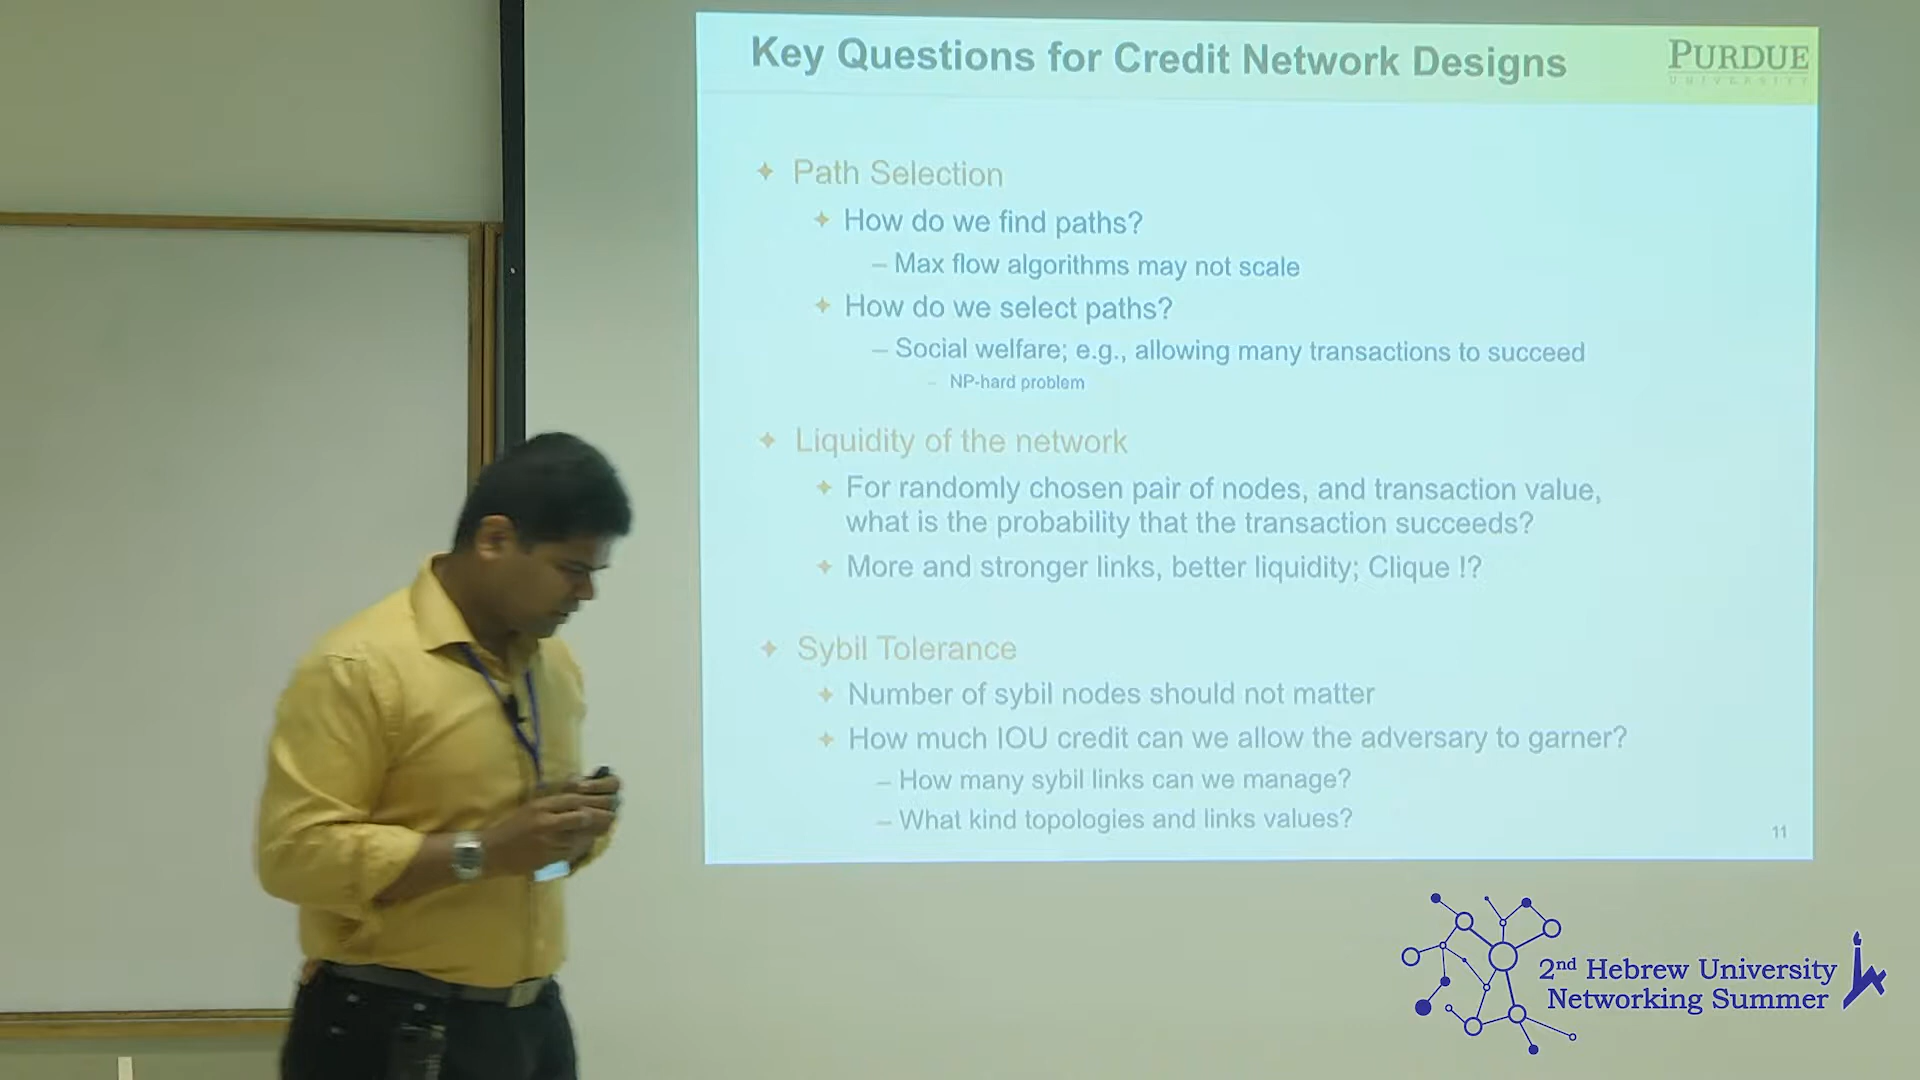 Key Questions for Credit Network Designs
PURDUE
UNIVERSITY
Path Selection
How do we find paths?
– Max flow algorithms may not scale
How do we select paths?
– Social welfare; e.g., allowing many transactions to succeed
– NP-hard problem
Liquidity of the network
For randomly chosen pair of nodes, and transaction value,
what is the probability that the transaction succeeds?
More and stronger links, better liquidity; Clique !?
Sybil Tolerance
Number of sybil nodes should not matter
How much IOU credit can we allow the adversary to garner?
– How many sybil links can we manage?
– What kind topologies and links values?
11
2nd Hebrew University
Networking Summer